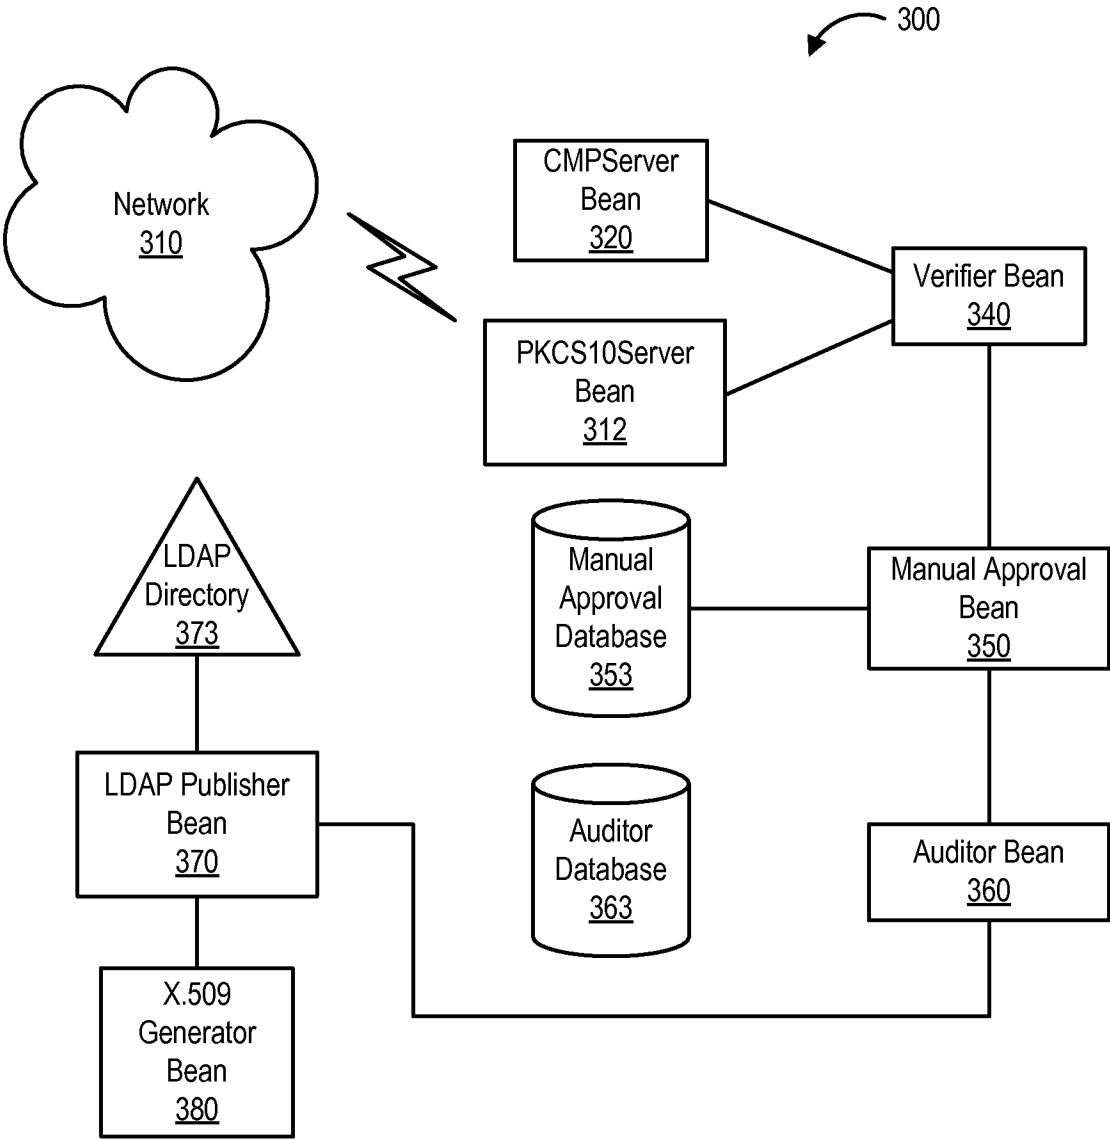 300
Network
310
CMPServer
Bean
320
Verifier Bean
340
PKCS10Server
Bean
312
LDAP
Directory
373
Manual
Approval
Database
353
Manual Approval
Bean
350
LDAP Publisher
Bean
370
Auditor
Database
363
Auditor Bean
360
X.509
Generator
Bean
380